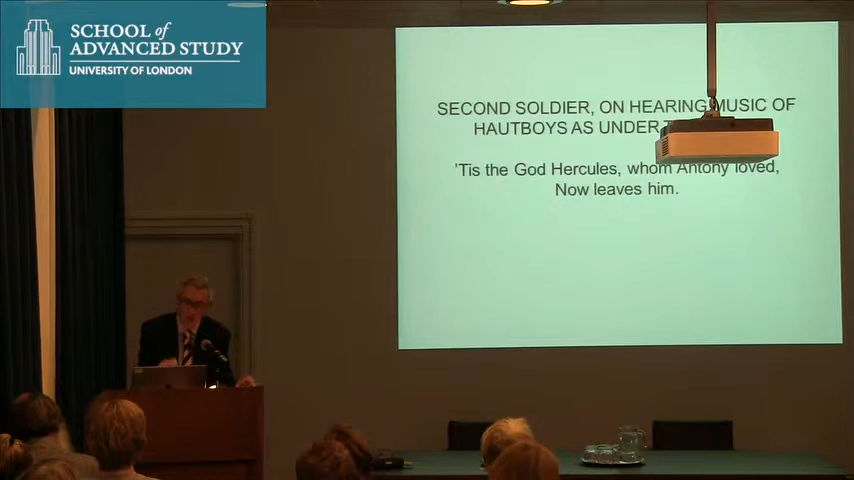 SCHOOL of
ADVANCED STUDY
UNIVERSITY OF LONDON
SECOND SOLDIER, ON HEARING MUSIC OF
HAUTBOYS AS UNDER
'Tis the God Hercules, whom Antony loved,
Now leaves him.